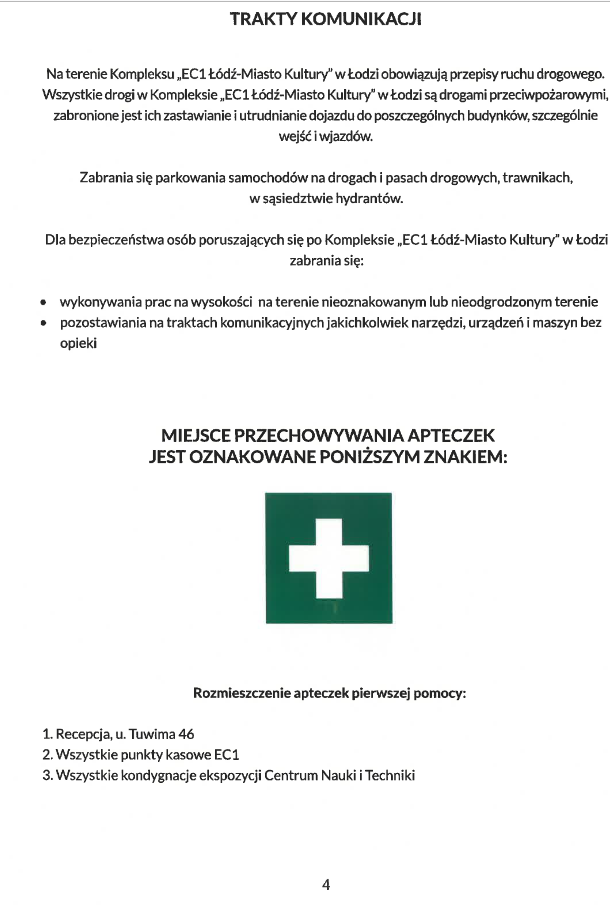 TRAKTY KOMUNIKACJI
Na terenie Kompleksu „EC1 Łódź-Miasto Kultury” w Łodzi obowiązują przepisy ruchu drogowego.
Wszystkie drogi w Kompleksie „EC1 Łódź-Miasto Kultury” w Łodzi są drogami przeciwpożarowymi,
zabronione jest ich zastawianie i utrudnianie dojazdu do poszczególnych budynków, szczególnie
wejść i wjazdów.
Zabrania się parkowania samochodów na drogach i pasach drogowych, trawnikach,
w sąsiedztwie hydrantów.
Dla bezpieczeństwa osób poruszających się po Kompleksie „EC1 Łódź-Miasto Kultury” w Łodzi
zabrania się:
• wykonywania prac na wysokości na terenie nieoznakowanym lub nieodgrodzonym terenie
• pozostawiania na traktach komunikacyjnych jakichkolwiek narzędzi, urządzeń i maszyn bez
opieki
MIEJSCE PRZECHOWYWANIA APTECZEK
JEST OZNAKOWANE PONIŻSZYM ZNAKIEM:
Rozmieszczenie apteczek pierwszej pomocy:
1. Recepcja, u. Tuwima 46
2. Wszystkie punkty kasowe EC1
3. Wszystkie kondygnacje ekspozycji Centrum Nauki i Techniki
4